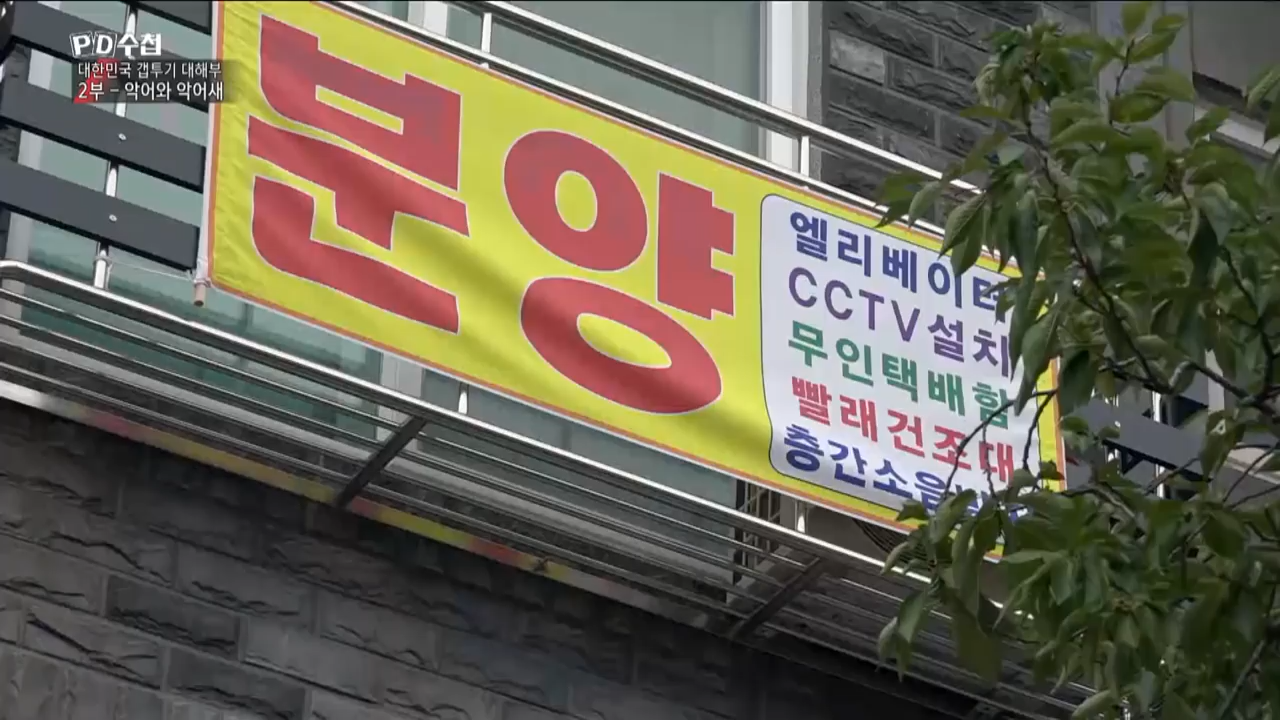 PD수첩
대한민국 갭투기 대해부
2부 - 악어와 악어새
분양
엘리베이터
CCTV설치
무인택배함
빨래건조대
층간소음